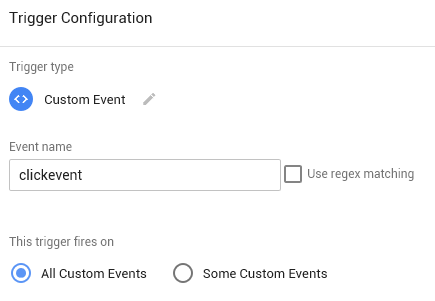 Trigger Configuration
Trigger type
Custom Event
Event name
clickevent
Use regex matching
This trigger fires on
All Custom Events
Some Custom Events